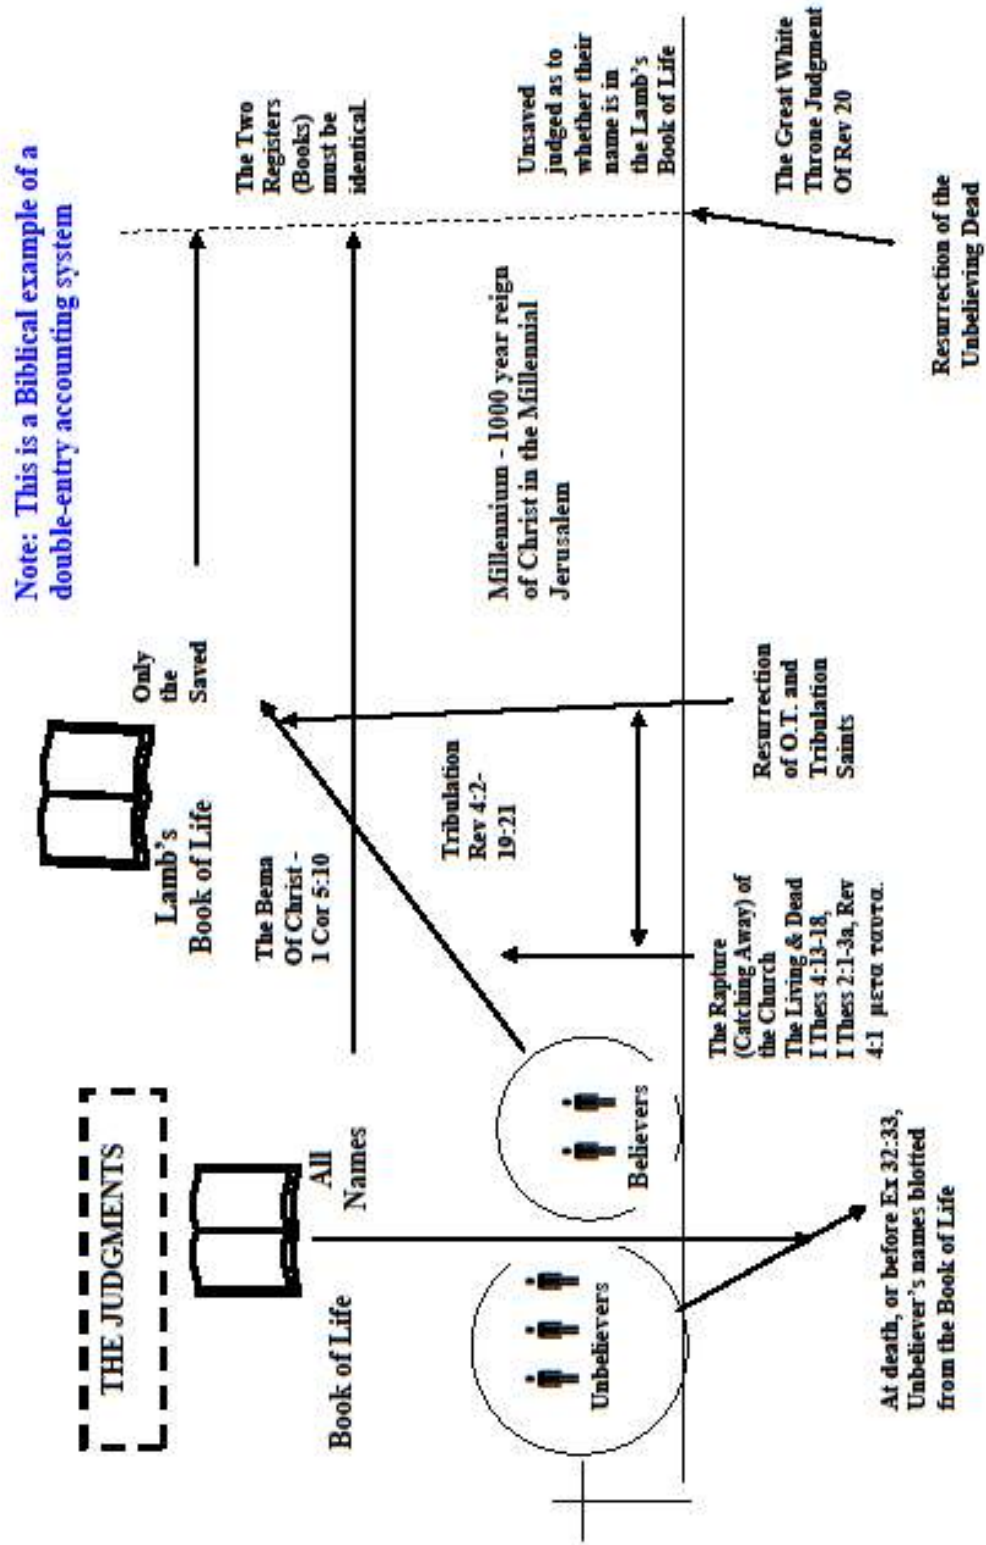 Note:  This is a Biblical example of a
double-entry accounting system
THE JUDGMENTS
Book of Life
All
Names
Lamb's
Book of Life
Only
the
Saved
The Two
Registers
(Books)
must be
identical.
The Bema
Of Christ -
1 Cor 5:10
Tribulation
Rev 4:2-
19:21
Millennium - 1000 year reign
of Christ in the Millennial
Jerusalem
Unsaved
judged as to
whether their
name is in
the Lamb's
Book of Life
Unbelievers
Believers
The Rapture
(Catching Away) of
the Church
The Living & Dead
I Thess 4:13-18,
I Thess 2:1-3a, Rev
4:1  μετα ταυτα.
Resurrection
of O.T. and
Tribulation
Saints
The Great White
Throne Judgment
Of Rev 20
At death, or before Ex 32:33,
Unbeliever's names blotted
from the Book of Life
Resurrection of the
Unbelieving Dead